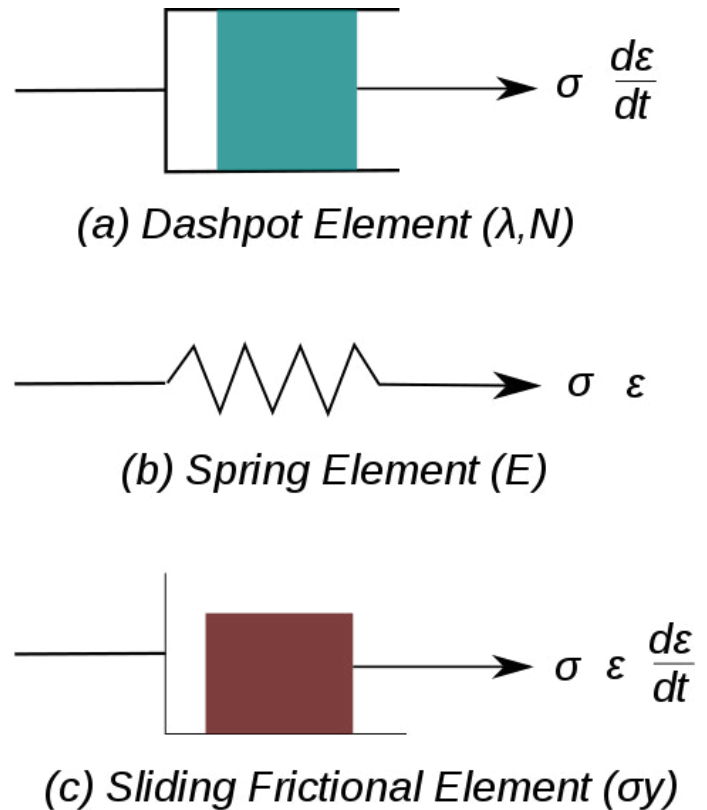 σ dε/dt
(a) Dashpot Element (λ,N)
σ ε
(b) Spring Element (E)
σ ε dε/dt
(c) Sliding Frictional Element (σy)